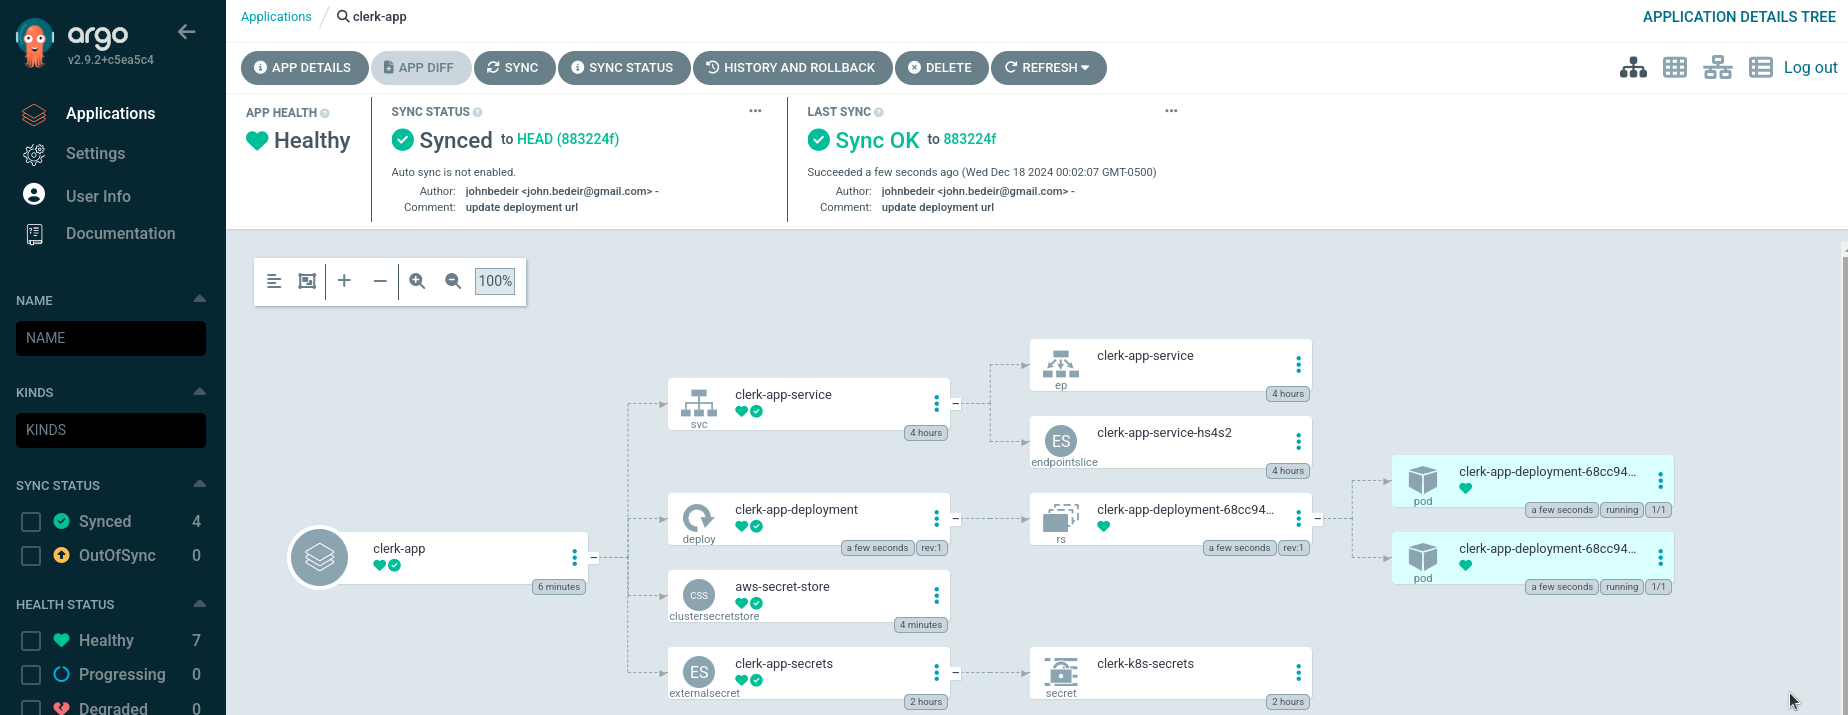 argo
v2.9.2+c5ea5c4
Applications
Settings
User Info
Documentation
NAME
NAME
KINDS
KINDS
SYNC STATUS
Synced 4
OutOfSync 0
HEALTH STATUS
Healthy 7
Progressing 0
Degraded 0
Applications / clerk-app
APPLICATION DETAILS TREE
APP DETAILS
APP DIFF
SYNC
SYNC STATUS
HISTORY AND ROLLBACK
DELETE
REFRESH
Log out
APP HEALTH
Healthy
SYNC STATUS
Synced to HEAD (883224f)
Auto sync is not enabled.
Author: johnbedeir <john.bedeir@gmail.com> -
Comment: update deployment url
LAST SYNC
Sync OK to 883224f
Succeeded a few seconds ago (Wed Dec 18 2024 00:02:07 GMT-0500)
Author: johnbedeir <john.bedeir@gmail.com> -
Comment: update deployment url
100%
clerk-app
6 minutes
clerk-app-service
svc
4 hours
clerk-app-deployment
deploy
a few seconds rev:1
aws-secret-store
CSS
clustersecretstore
4 minutes
clerk-app-secrets
ES
externalsecret
2 hours
clerk-app-service
ep
4 hours
clerk-app-service-hs4s2
ES
endpointslice
4 hours
clerk-app-deployment-68cc94...
rs
a few seconds rev:1
clerk-k8s-secrets
secret
2 hours
clerk-app-deployment-68cc94...
pod
a few seconds running 1/1
clerk-app-deployment-68cc94...
pod
a few seconds running 1/1